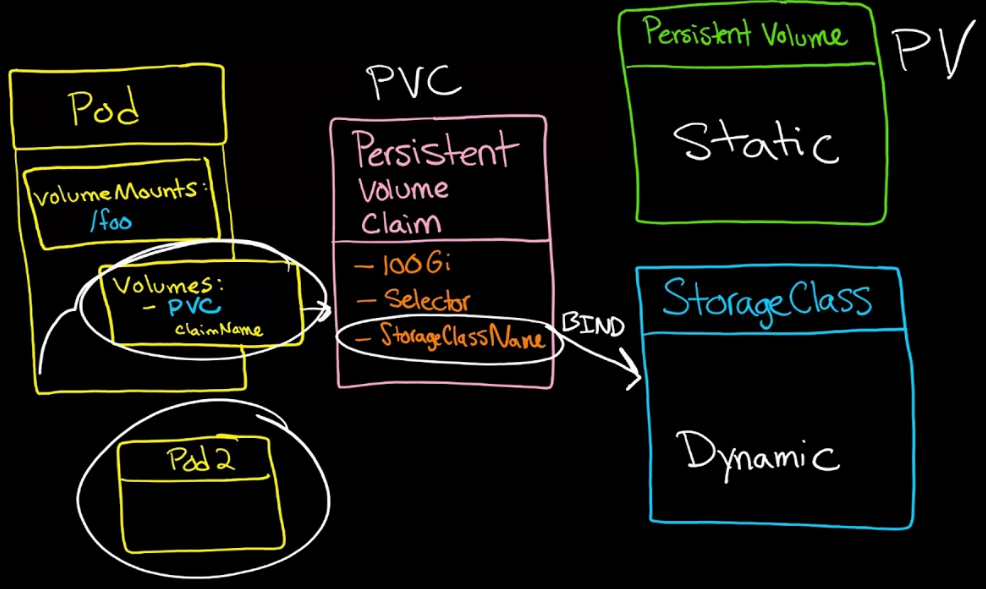 Pod
volumeMounts:
/foo
Volumes:
- PVC
claimName
Pod 2
PVC
Persistent
Volume
Claim
- 100Gi
- Selector
- StorageClassName
BIND
Persistent Volume
PV
Static
StorageClass
Dynamic